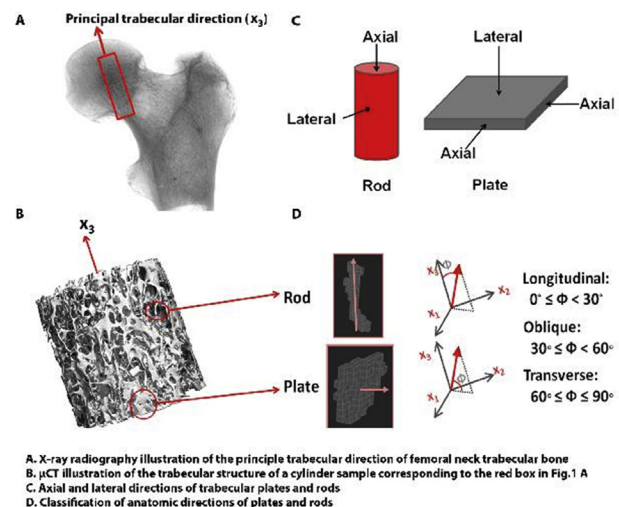 A
Principal trabecular direction (x₃)
C
Axial
Lateral
Lateral
Axial
Axial
Rod
Plate
B
X₃
Rod
Plate
D
X₃
Φ
X₂
X₁
X₃
Φ
X₂
X₁
Longitudinal:
0° ≤ Φ < 30°
Oblique:
30° ≤ Φ < 60°
Transverse:
60° ≤ Φ ≤ 90°
A. X-ray radiography illustration of the principle trabecular direction of femoral neck trabecular bone
B. μCT illustration of the trabecular structure of a cylinder sample corresponding to the red box in Fig.1 A
C. Axial and lateral directions of trabecular plates and rods
D. Classification of anatomic directions of plates and rods